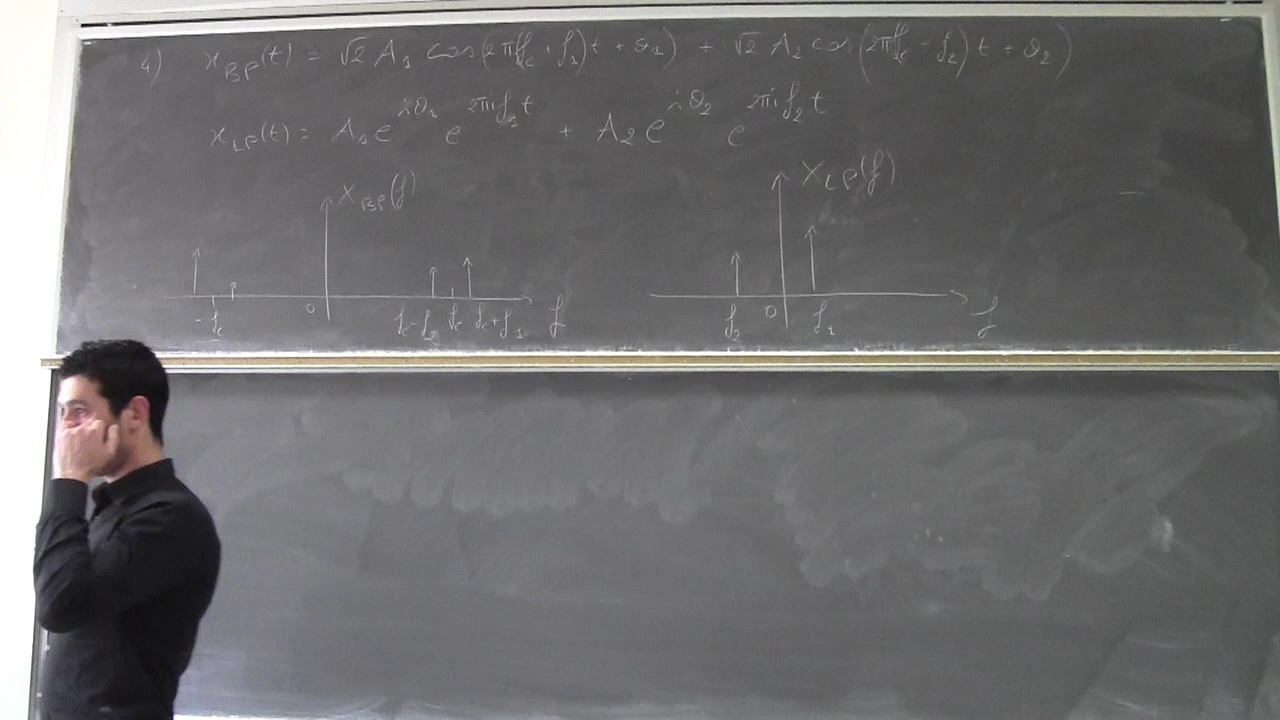 4) x_BP(t) = √2 A_1 cos(2π(f_c + f_1)t + ϑ_1) + √2 A_2 cos(2π(f_c - f_2)t + ϑ_2)
x_LP(t) = A_1 e^{iϑ_1} e^{2πi f_2 t} + A_2 e^{iϑ_2} e^{2πi f_2 t}
X_BP(f) X_LP(f)
-f_c 0 f_c-f_2 f_c f_c+f_1 f f_2 0 f_1 f